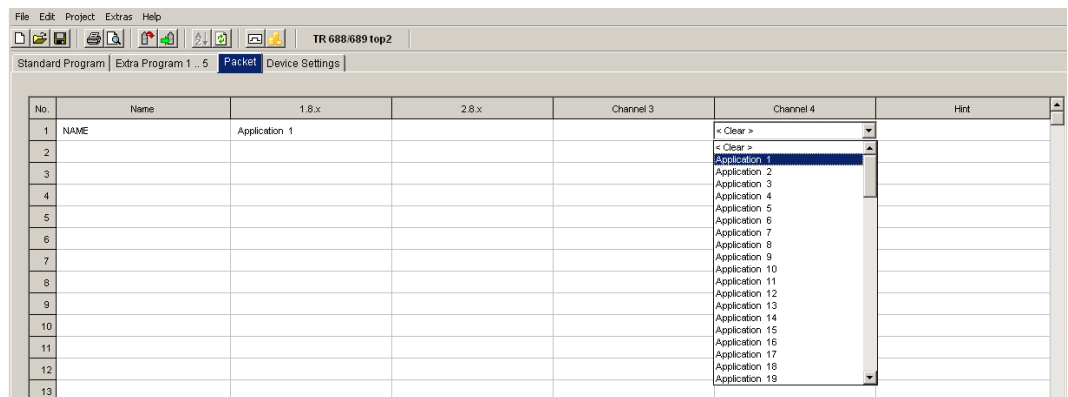 File Edit Project Extras Help
TR 688/689 top2
Standard Program Extra Program 1 .. 5 Packet Device Settings
No. Name 1.8.x 2.8.x Channel 3 Channel 4 Hint
1 NAME Application 1 < Clear >
2 < Clear >
Application 1
3 Application 2
Application 3
4 Application 4
Application 5
5 Application 6
6 Application 7
Application 8
7 Application 9
Application 10
8 Application 11
Application 12
9 Application 13
10 Application 14
Application 15
11 Application 16
Application 17
12 Application 18
13 Application 19